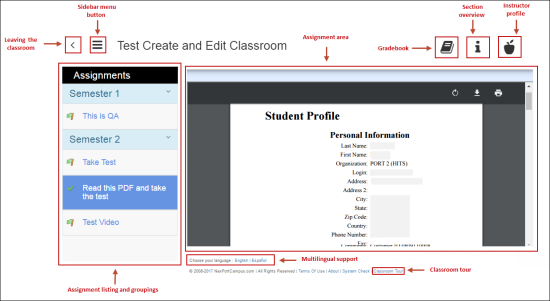 Leaving the classroom
Sidebar menu button
Test Create and Edit Classroom
Assignment area
Gradebook
Section overview
Instructor profile
Assignments
Semester 1
This is QA
Semester 2
Take Test
Read this PDF and take the test
Test Video
Student Profile
Personal Information
Last Name:
First Name:
Organization: PORT 2 (HITS)
Login:
Address:
Address 2:
City:
State:
Zip Code:
Country:
Phone Number:
Fax:
Choose your language : English | Español
Multilingual support
© 2008-2017 NexPortCampus.com | All Rights Reserved | Terms Of Use | About | System Check | Classroom Tour
Classroom tour
Assignment listing and groupings